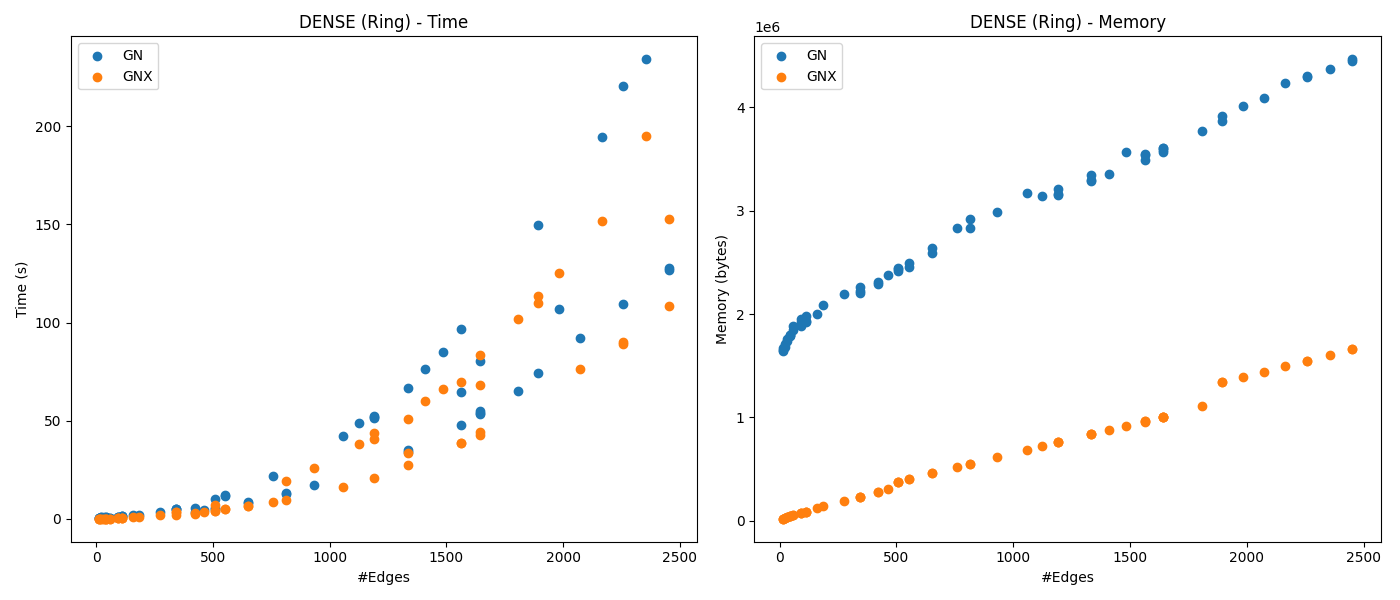 DENSE (Ring) - Time
GN
GNX
Time (s)
200
150
100
50
0
0 500 1000 1500 2000 2500
#Edges
DENSE (Ring) - Memory
1e6
GN
GNX
Memory (bytes)
4
3
2
1
0
0 500 1000 1500 2000 2500
#Edges